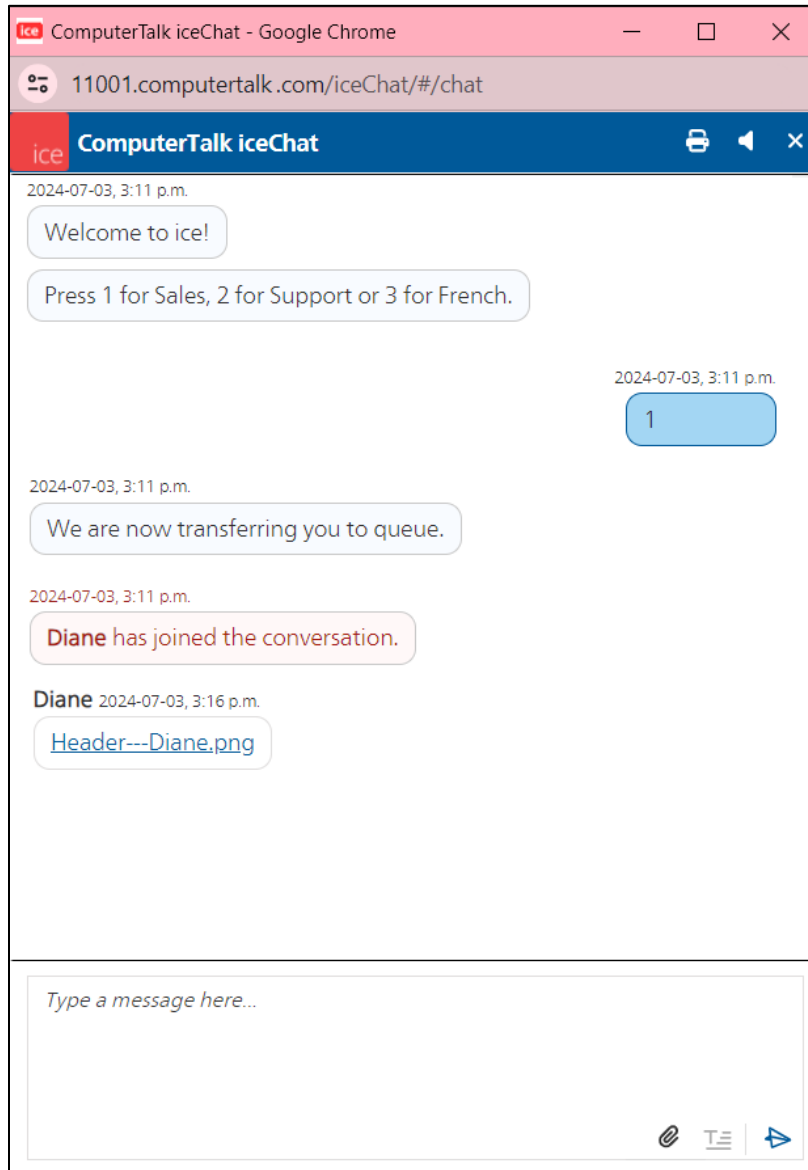 ice ComputerTalk iceChat - Google Chrome
11001.computertalk.com/iceChat/#/chat
ice ComputerTalk iceChat
2024-07-03, 3:11 p.m.
Welcome to ice!
Press 1 for Sales, 2 for Support or 3 for French.
2024-07-03, 3:11 p.m.
1
2024-07-03, 3:11 p.m.
We are now transferring you to queue.
2024-07-03, 3:11 p.m.
Diane has joined the conversation.
Diane 2024-07-03, 3:16 p.m.
Header---Diane.png
Type a message here...